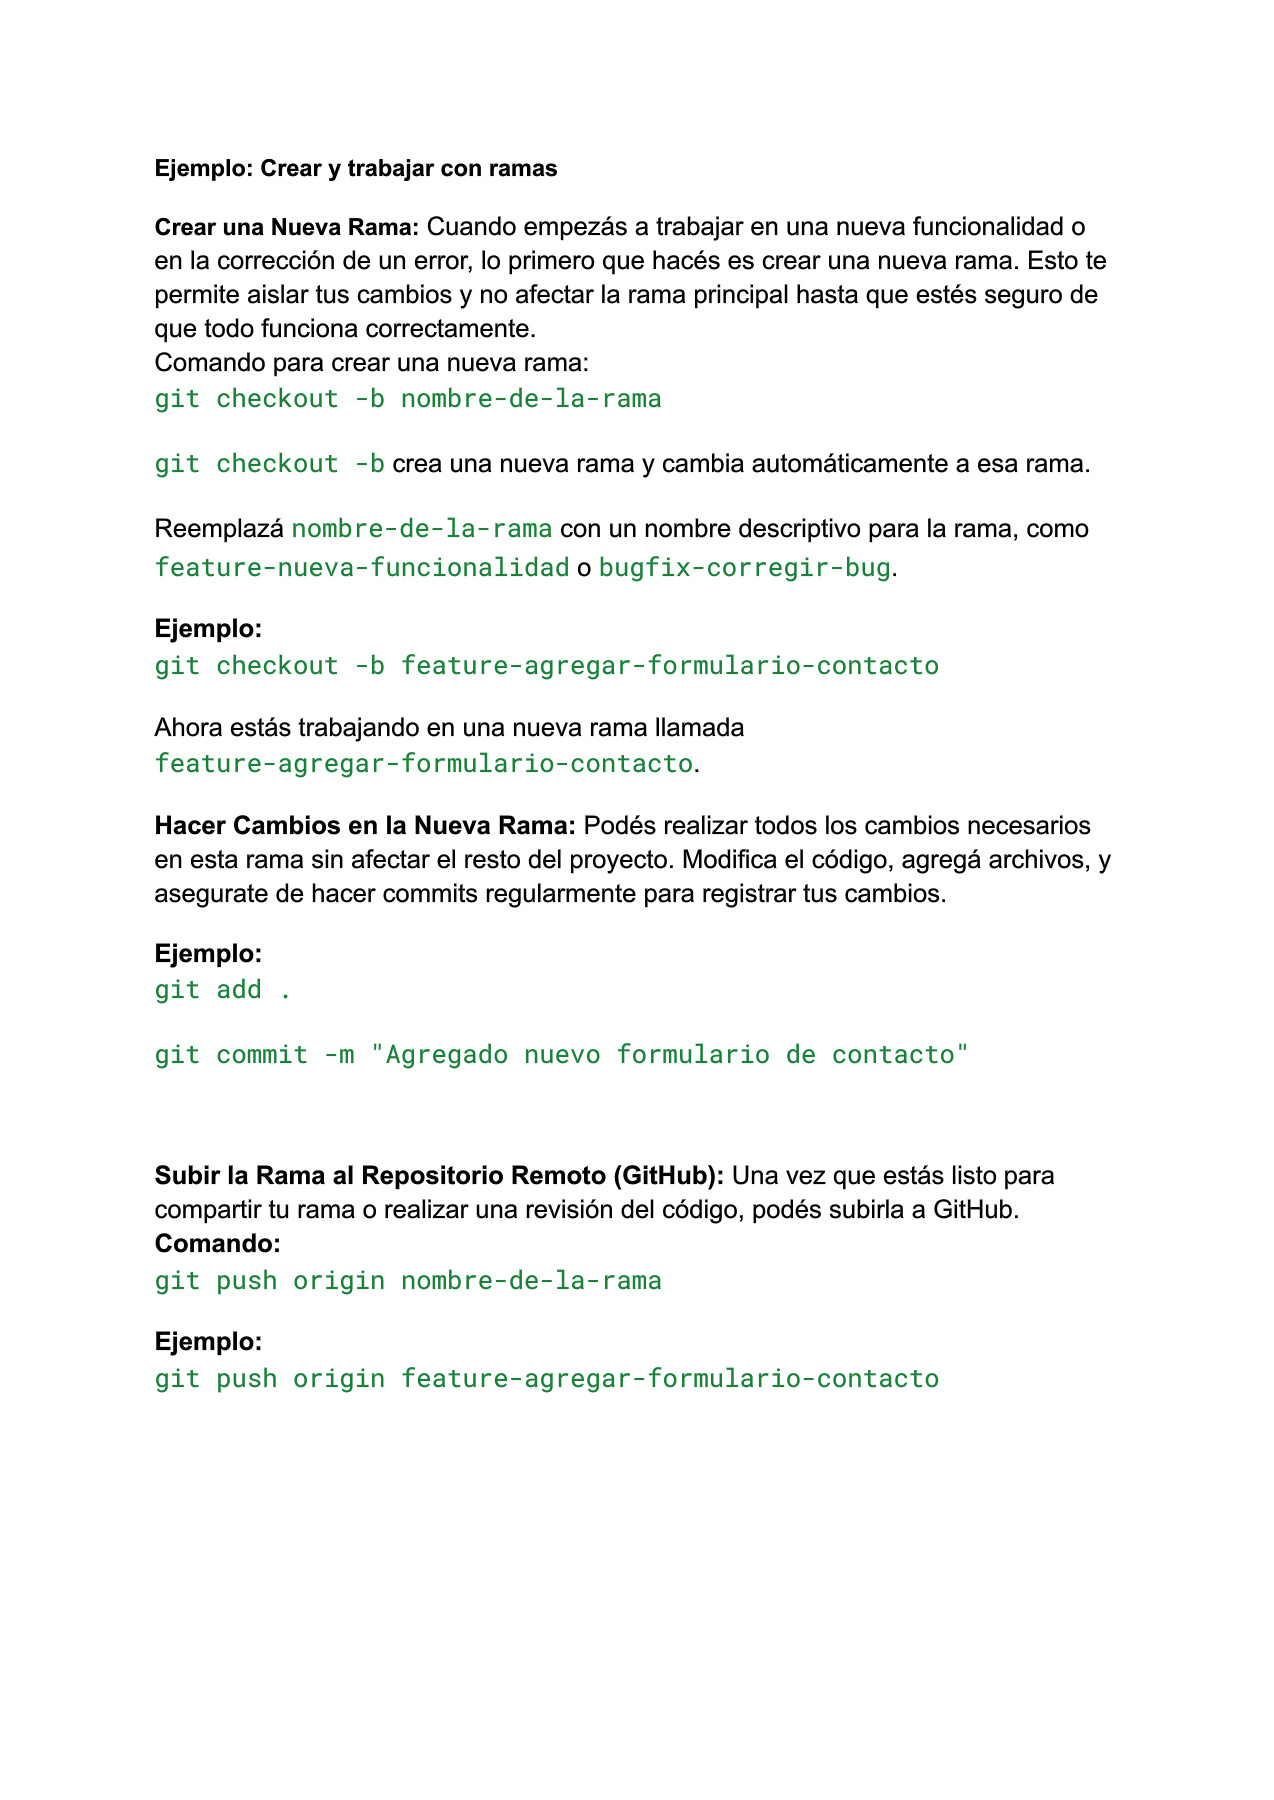 Ejemplo: Crear y trabajar con ramas
Crear una Nueva Rama: Cuando empezás a trabajar en una nueva funcionalidad o
en la corrección de un error, lo primero que hacés es crear una nueva rama. Esto te
permite aislar tus cambios y no afectar la rama principal hasta que estés seguro de
que todo funciona correctamente.
Comando para crear una nueva rama:
git checkout -b nombre-de-la-rama
git checkout -b crea una nueva rama y cambia automáticamente a esa rama.
Reemplazá nombre-de-la-rama con un nombre descriptivo para la rama, como
feature-nueva-funcionalidad o bugfix-corregir-bug.
Ejemplo:
git checkout -b feature-agregar-formulario-contacto
Ahora estás trabajando en una nueva rama llamada
feature-agregar-formulario-contacto.
Hacer Cambios en la Nueva Rama: Podés realizar todos los cambios necesarios
en esta rama sin afectar el resto del proyecto. Modifica el código, agregá archivos, y
asegurate de hacer commits regularmente para registrar tus cambios.
Ejemplo:
git add .
git commit -m "Agregado nuevo formulario de contacto"
Subir la Rama al Repositorio Remoto (GitHub): Una vez que estás listo para
compartir tu rama o realizar una revisión del código, podés subirla a GitHub.
Comando:
git push origin nombre-de-la-rama
Ejemplo:
git push origin feature-agregar-formulario-contacto